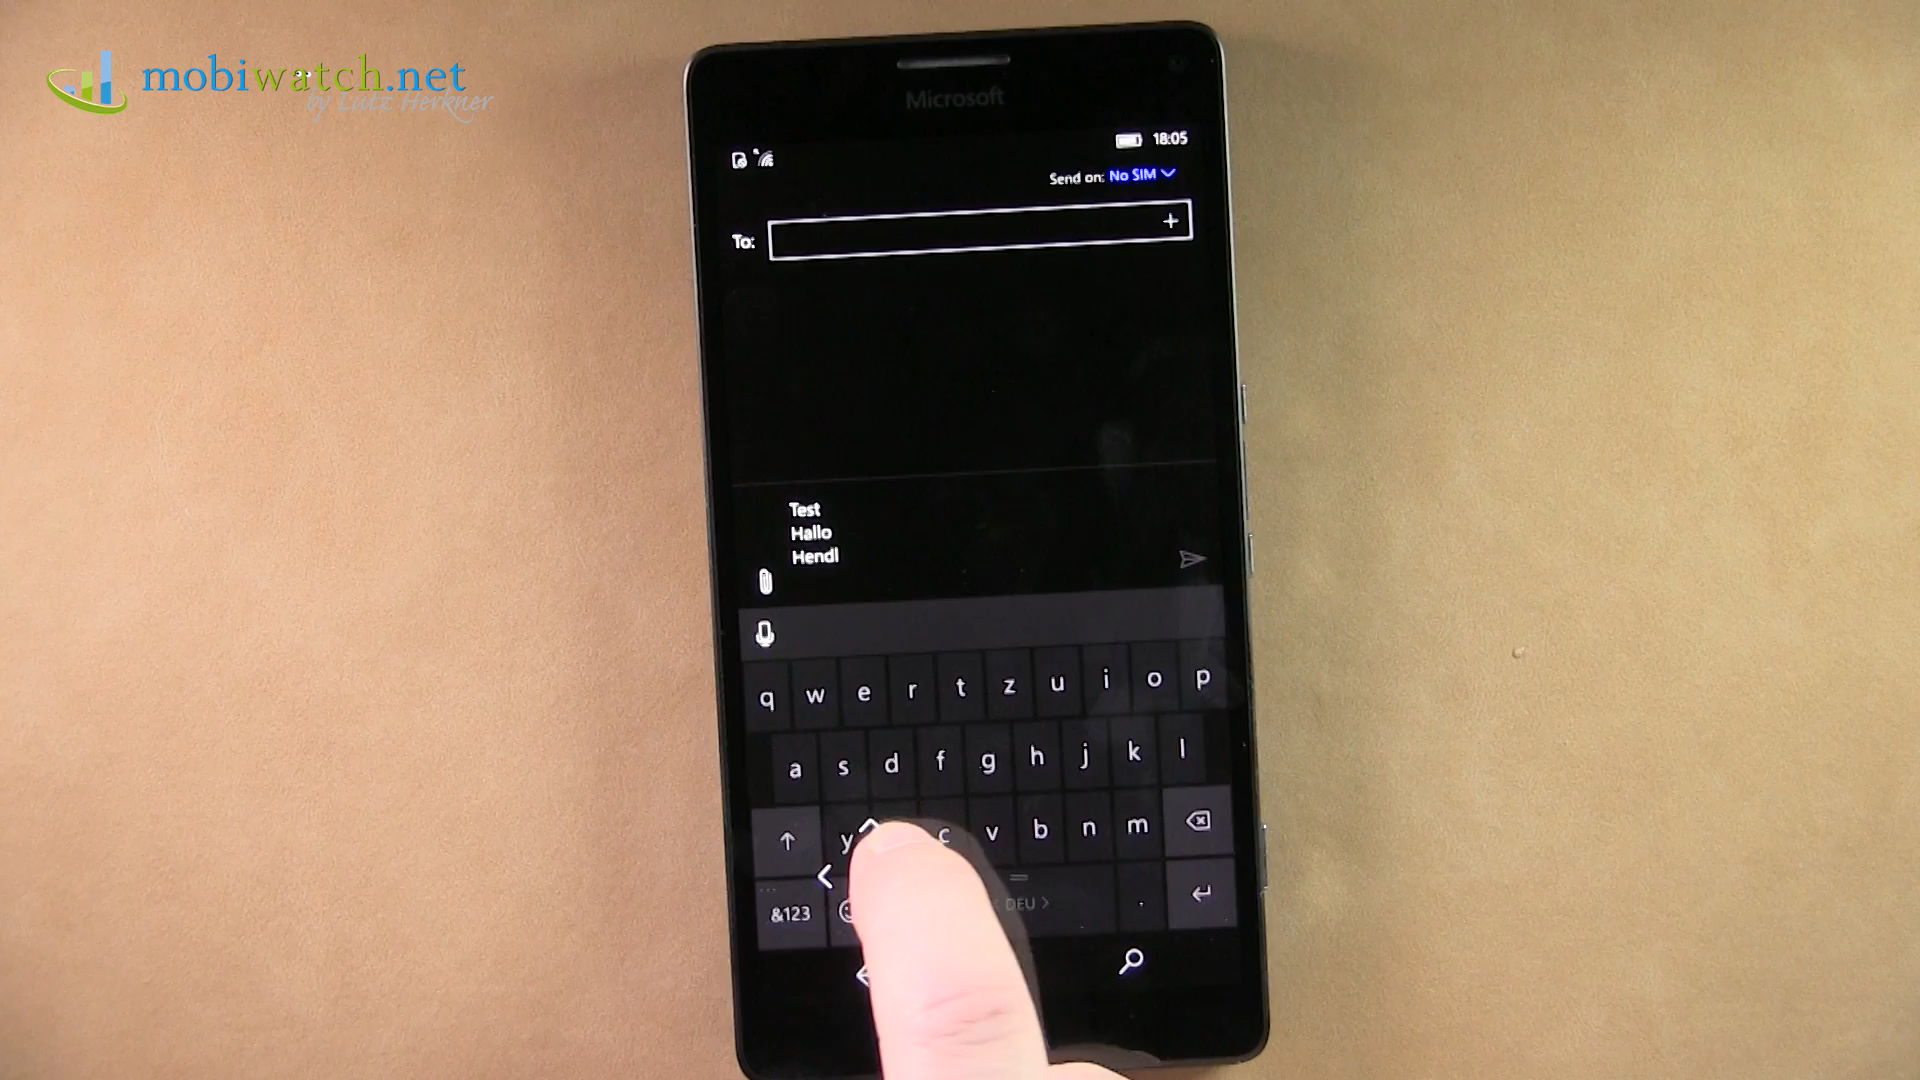 mobiwatch.net
by Lutz Herkner
Microsoft
18:05
Send on: No SIM
To:
Test
Hallo
Hendl
q w e r t z u i o p
a s d f g h j k l
y c v b n m
&123 DEU .